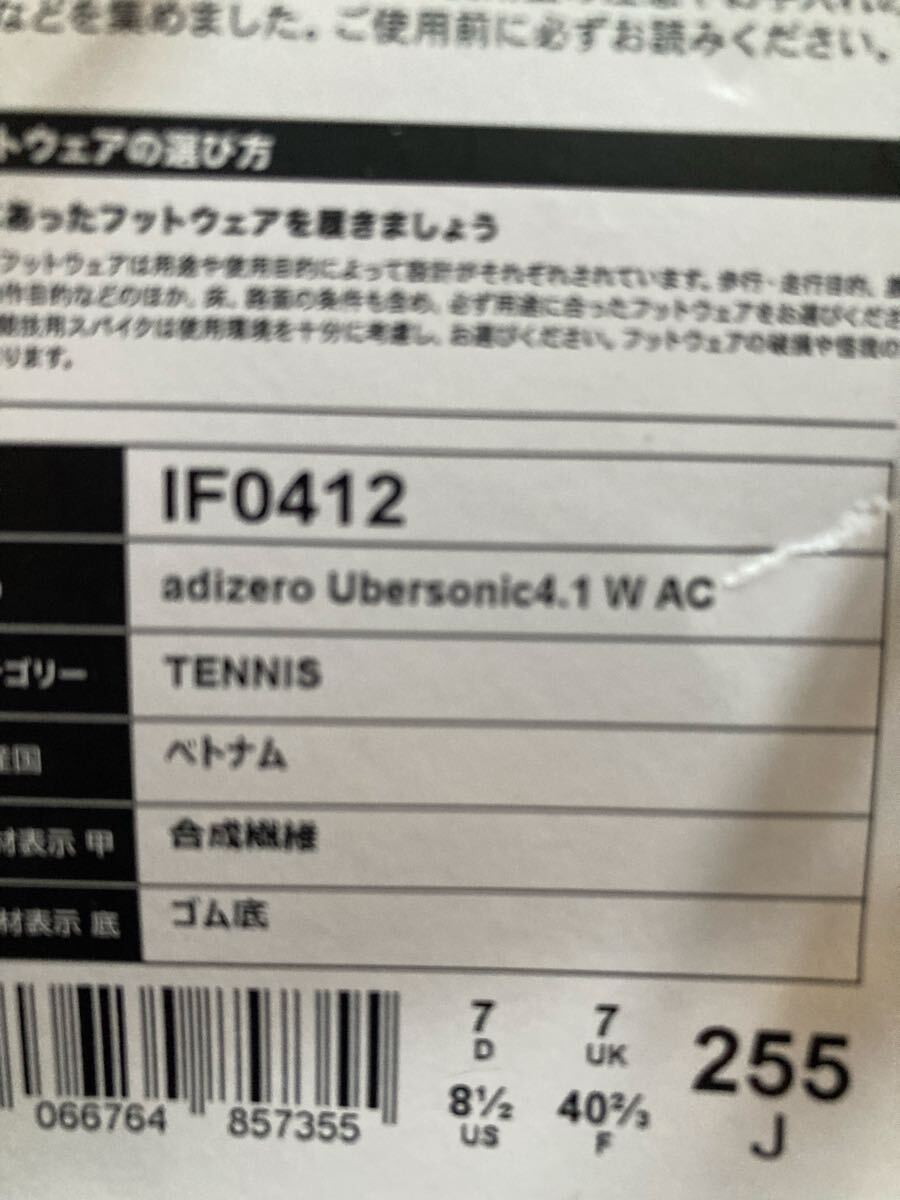 などを集めました。ご使用前に必ずお読みください。
トウェアの選び方
あったフットウェアを履きましょう
フットウェアは用途や使用目的によって設計がそれぞれされています。歩行・走行目的、
作目的などのほか、床、路面の条件も含め、必ず用途に合ったフットウェアをお選びくださ
競技用スパイクは使用環境を十分に考慮し、お選びください。フットウェアの破損や怪我の
ります。
IF0412
adizero Ubersonic4.1 W AC
ゴリー TENNIS
産国 ベトナム
材表示 甲 合成繊維
材表示 底 ゴム底
7 D 7 UK 255 J
8½ US 40⅔ F
066764 857355